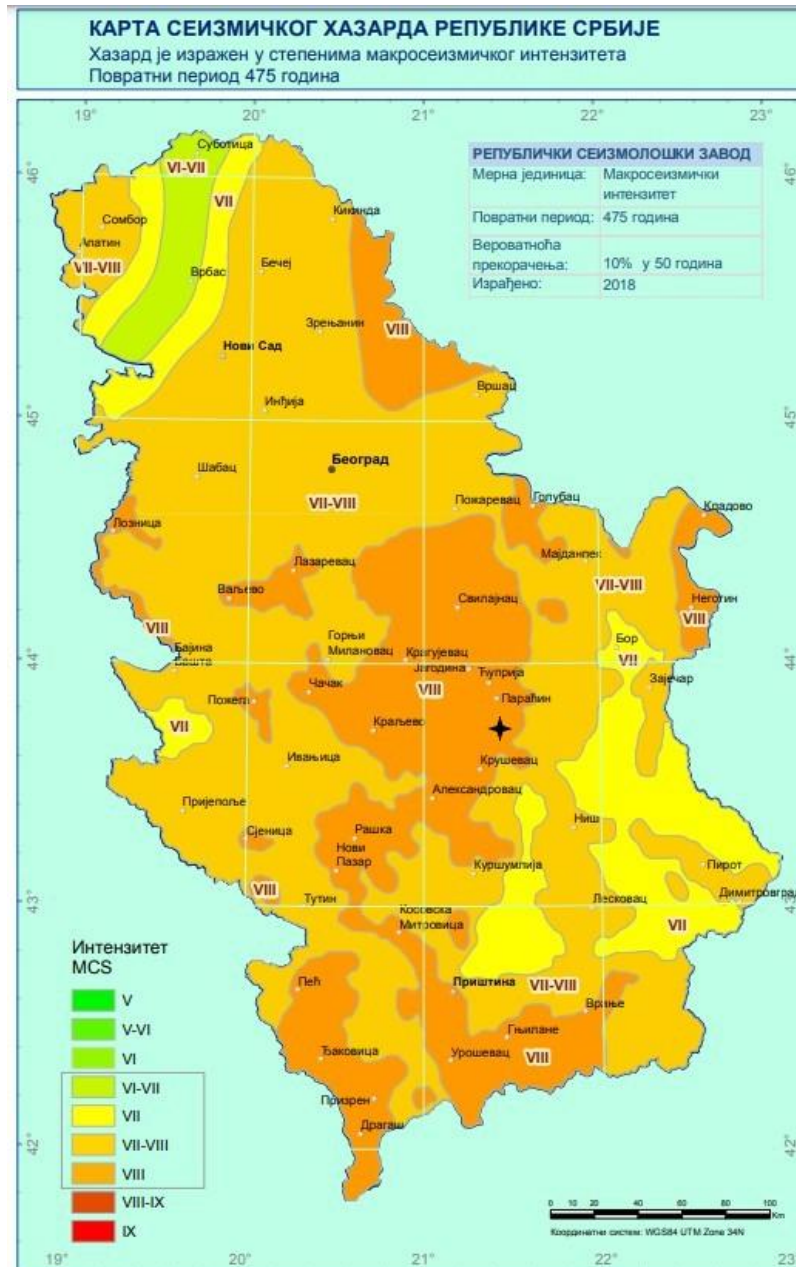 КАРТА СЕИЗМИЧКОГ ХАЗАРДА РЕПУБЛИКЕ СРБИЈЕ
Хазард је изражен у степенима макросеизмичког интензитета
Повратни период 475 година
19° 20° 21° 22° 23°
46°
46°
РЕПУБЛИЧКИ СЕИЗМОЛОШКИ ЗАВОД
Мерна јединица: Макросеизмички
интензитет
Повратни период: 475 година
Вероватноћа
прекорачења: 10% у 50 година
Израђено: 2018
Суботица
VI-VII
VII
Сомбор
Кикинда
Апатин
VII-VIII
Бечеј
Врбас
Зрењанин
VIII
Нови Сад
Вршац
Инђија
45°
45°
Београд
Шабац
VII-VIII
Пожаревац
Голубац
Кладово
Лозница
Мајданпек
Лазаревац
VII-VIII
Ваљево
Свилајнац
Неготин
VIII
VIII
Бор
Горњи
Милановац
Бајина
Башта
Крагујевац
Јагодина
VII
44°
44°
Ћуприја
Зајечар
Чачак
VIII
Параћин
Пожега
VII
Краљево
Ивањица
Крушевац
Александровац
Пријепоље
Ниш
Сјеница
Рашка
Нови
Пазар
Куршумлија
Пирот
VIII
Димитровград
43°
43°
Тутин
Лесковац
Косовска
Митровица
VII
Интензитет
MCS
V
V-VI
VI
VI-VII
VII
VII-VIII
VIII
VIII-IX
IX
Пећ
Приштина
VII-VIII
Врање
Гњилане
Ђаковица
Урошевац
VIII
Призрен
Драгаш
42°
42°
0 10 20 40 60 80 100
Km
Координатни систем: WGS84 UTM Zone 34N
19° 20° 21° 22° 23°